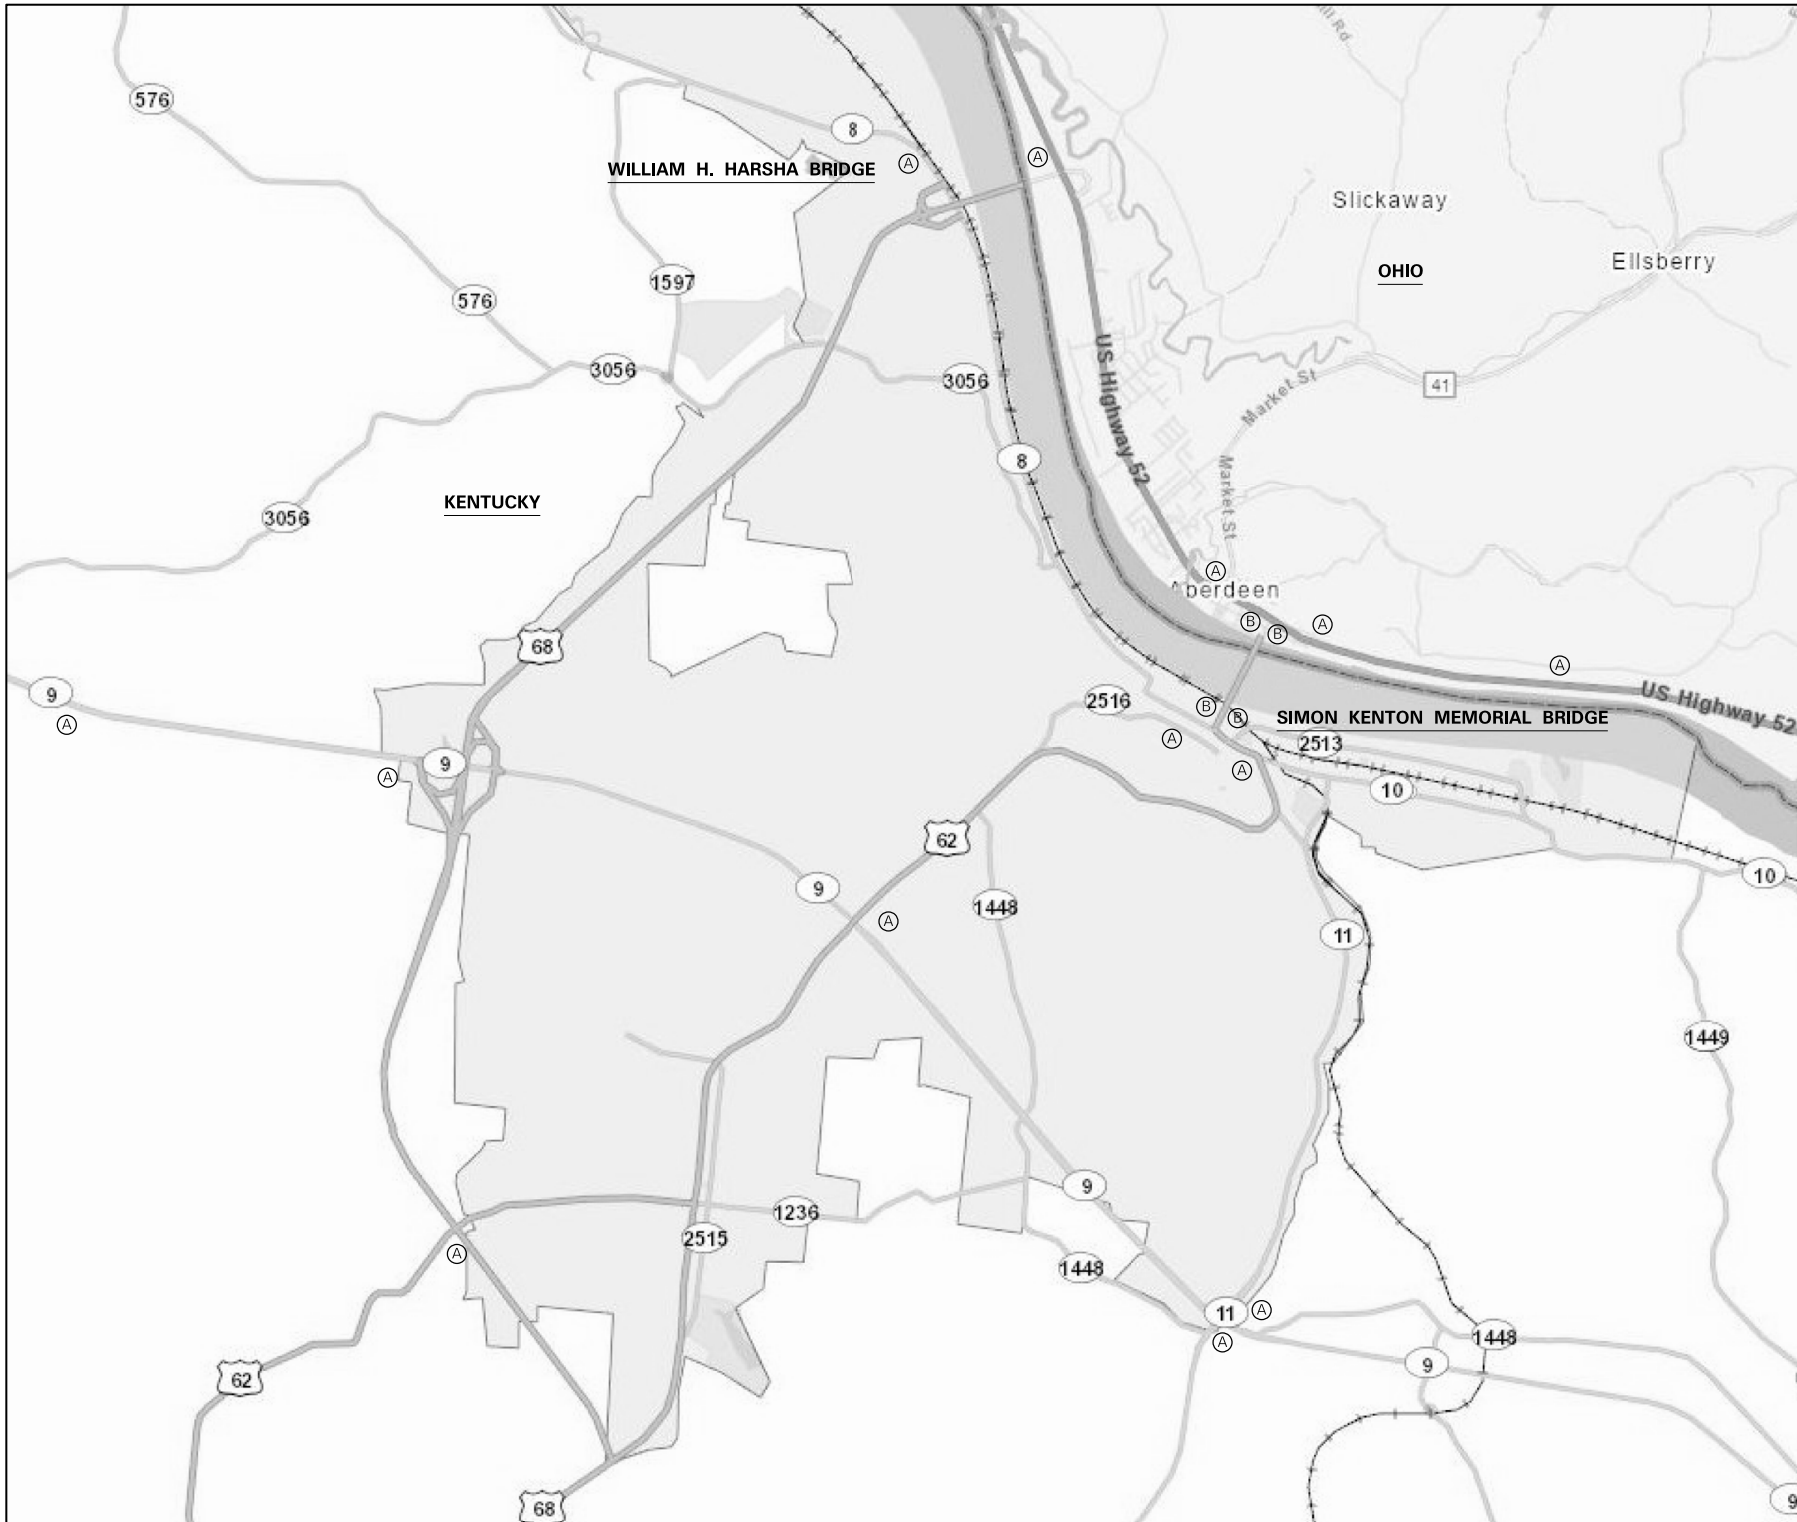 ill Rd
576
8
A
A
WILLIAM H. HARSHA BRIDGE
Slickaway
OHIO
Ellsberry
1597
576
US Highway 52
3056
3056
Market St
41
8
Market St
KENTUCKY
3056
A
Aberdeen
B
B
A
68
A
9
A
2516
B
B
SIMON KENTON MEMORIAL BRIDGE
US Highway 52
A
2513
9
A
A
10
62
10
9
1448
A
11
1449
9
1236
2515
A
1448
11
A
A
1448
9
62
68
9